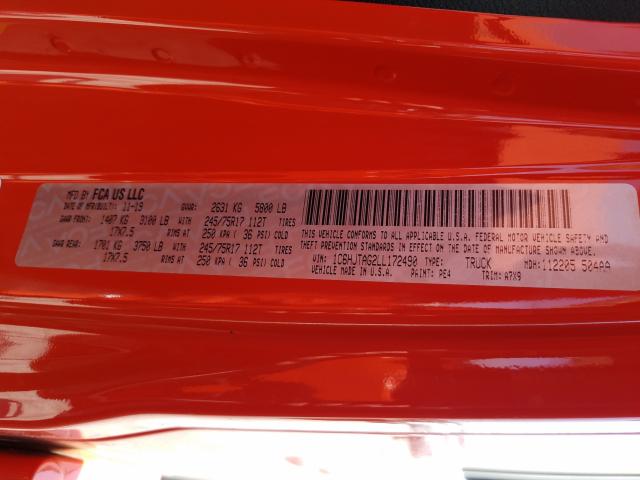 MFD BY FCA US LLC
DATE OF MFR/BUILT: 11-19 GVWR: 2631 KG 5800 LB
GAWR FRONT: 1407 KG 3100 LB WITH 245/75R17 112T TIRES
17X7.5 RIMS AT 250 KPA ( 36 PSI) COLD
GAWR REAR: 1701 KG 3750 LB WITH 245/75R17 112T TIRES
17X7.5 RIMS AT 250 KPA ( 36 PSI) COLD
THIS VEHICLE CONFORMS TO ALL APPLICABLE U.S.A. FEDERAL MOTOR VEHICLE SAFETY AND
THEFT PREVENTION STANDARDS IN EFFECT ON THE DATE OF MANUFACTURE SHOWN ABOVE
VIN: 1C6HJTAG2LL172490 TYPE: TRUCK MDH: 112205 504AA
MADE IN U.S.A. PAINT: PE4 TRIM: A7X9